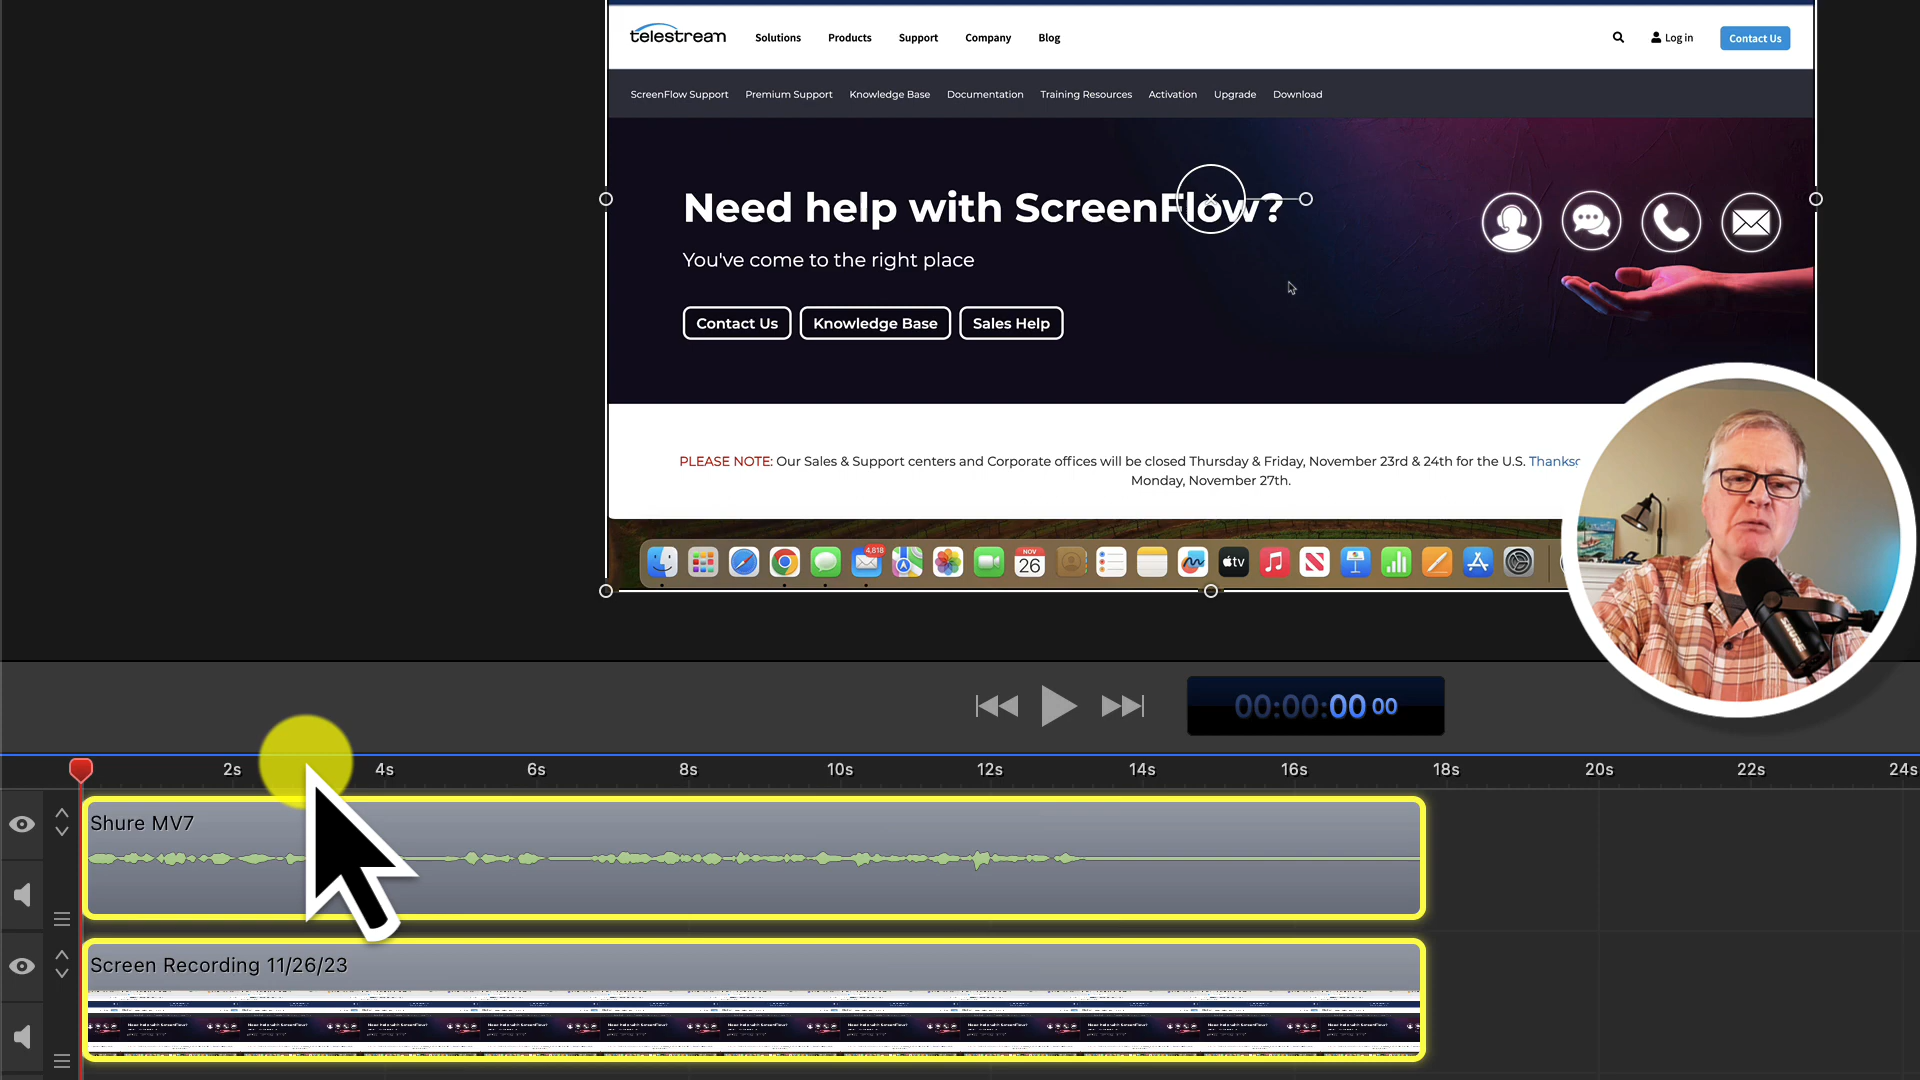 telestream
Solutions Products Support Company Blog
Log in
Contact Us
ScreenFlow Support Premium Support Knowledge Base Documentation Training Resources Activation Upgrade Download
Need help with ScreenFlow?
You've come to the right place
Contact Us Knowledge Base Sales Help
PLEASE NOTE: Our Sales & Support centers and Corporate offices will be closed Thursday & Friday, November 23rd & 24th for the U.S.
Monday, November 27th.
4,818
NOV
26
tv
SHURE
00:00:00 00
2s 4s 6s 8s 10s 12s 14s 16s 18s 20s 22s 24s
Shure MV7
Screen Recording 11/26/23